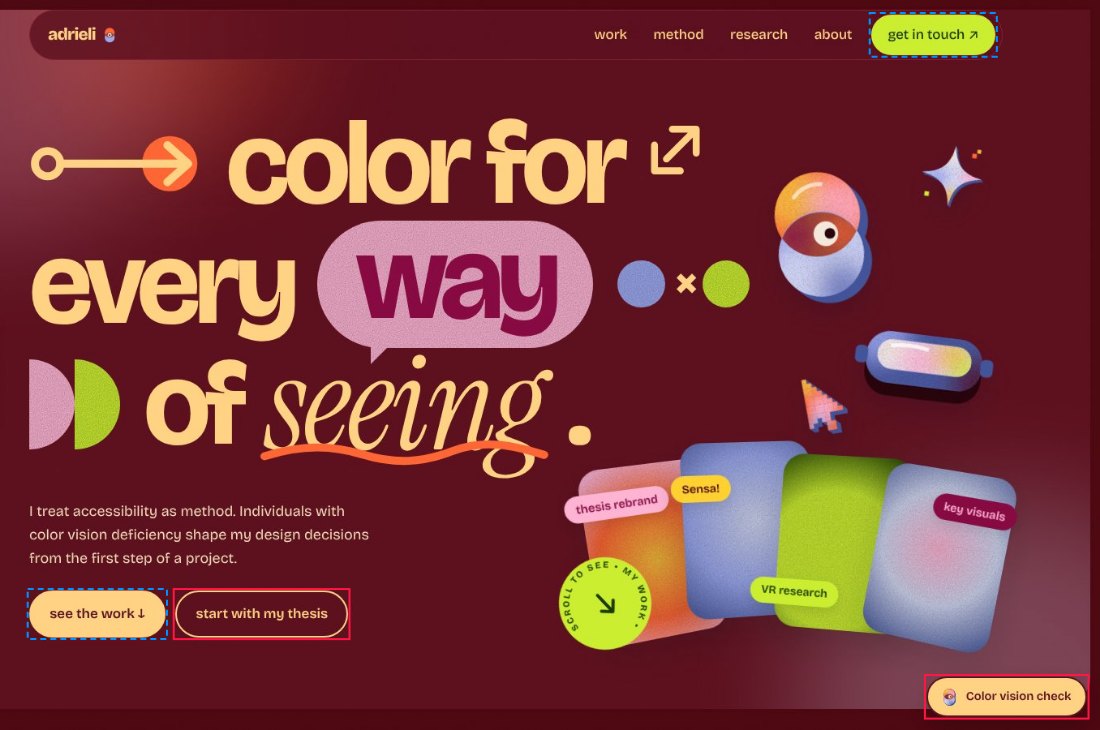 adrieli
work method research about get in touch ↗
color for
every way
of seeing.
I treat accessibility as method. Individuals with
color vision deficiency shape my design decisions
from the first step of a project.
see the work ↓ start with my thesis
thesis rebrand
Sensa!
key visuals
VR research
SCROLL TO SEE • MY WORK •
Color vision check